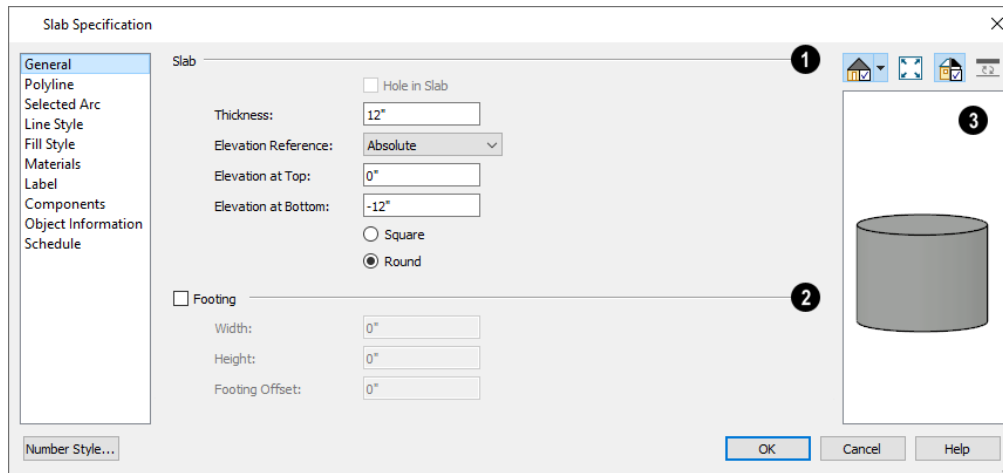 Slab Specification
General
Polyline
Selected Arc
Line Style
Fill Style
Materials
Label
Components
Object Information
Schedule
Slab
1
Hole in Slab
Thickness: 12"
Elevation Reference: Absolute
Elevation at Top: 0"
Elevation at Bottom: -12"
Square
Round
Footing
2
Width: 0"
Height: 0"
Footing Offset: 0"
3
Number Style...
OK Cancel Help